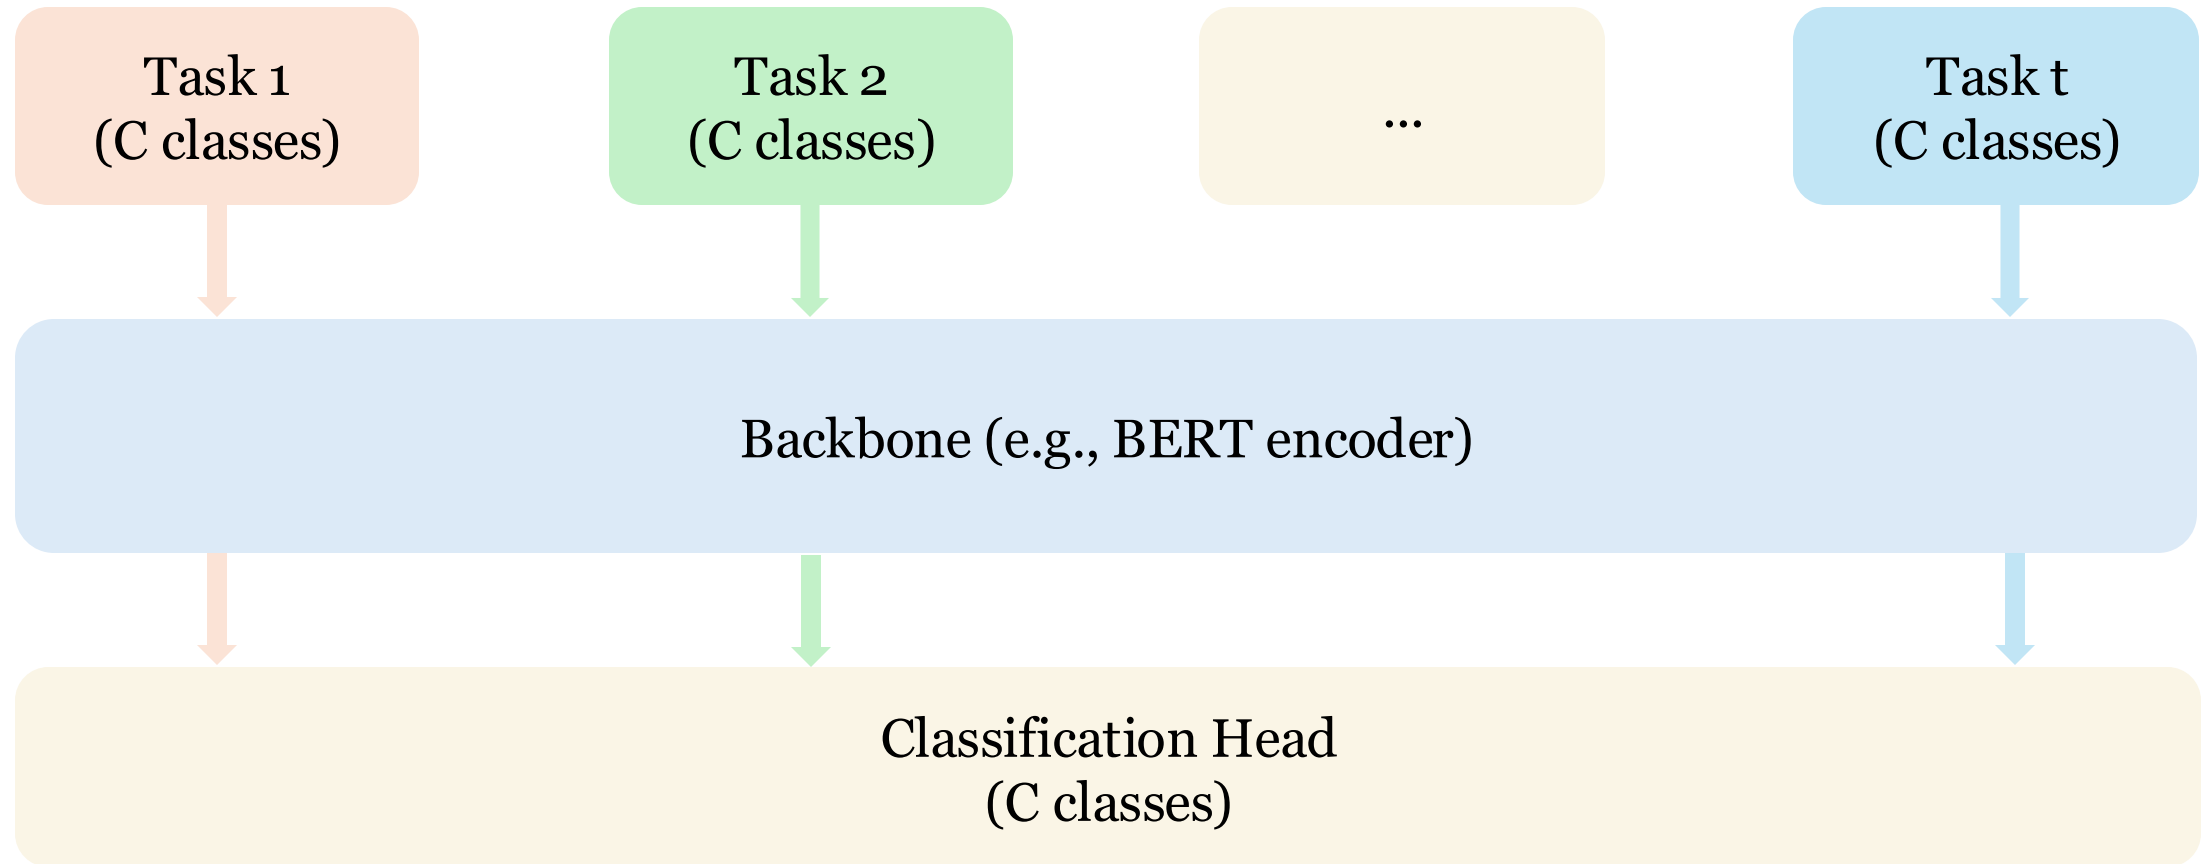 Task 1
(C classes)
Task 2
(C classes)
...
Task t
(C classes)
Backbone (e.g., BERT encoder)
Classification Head
(C classes)